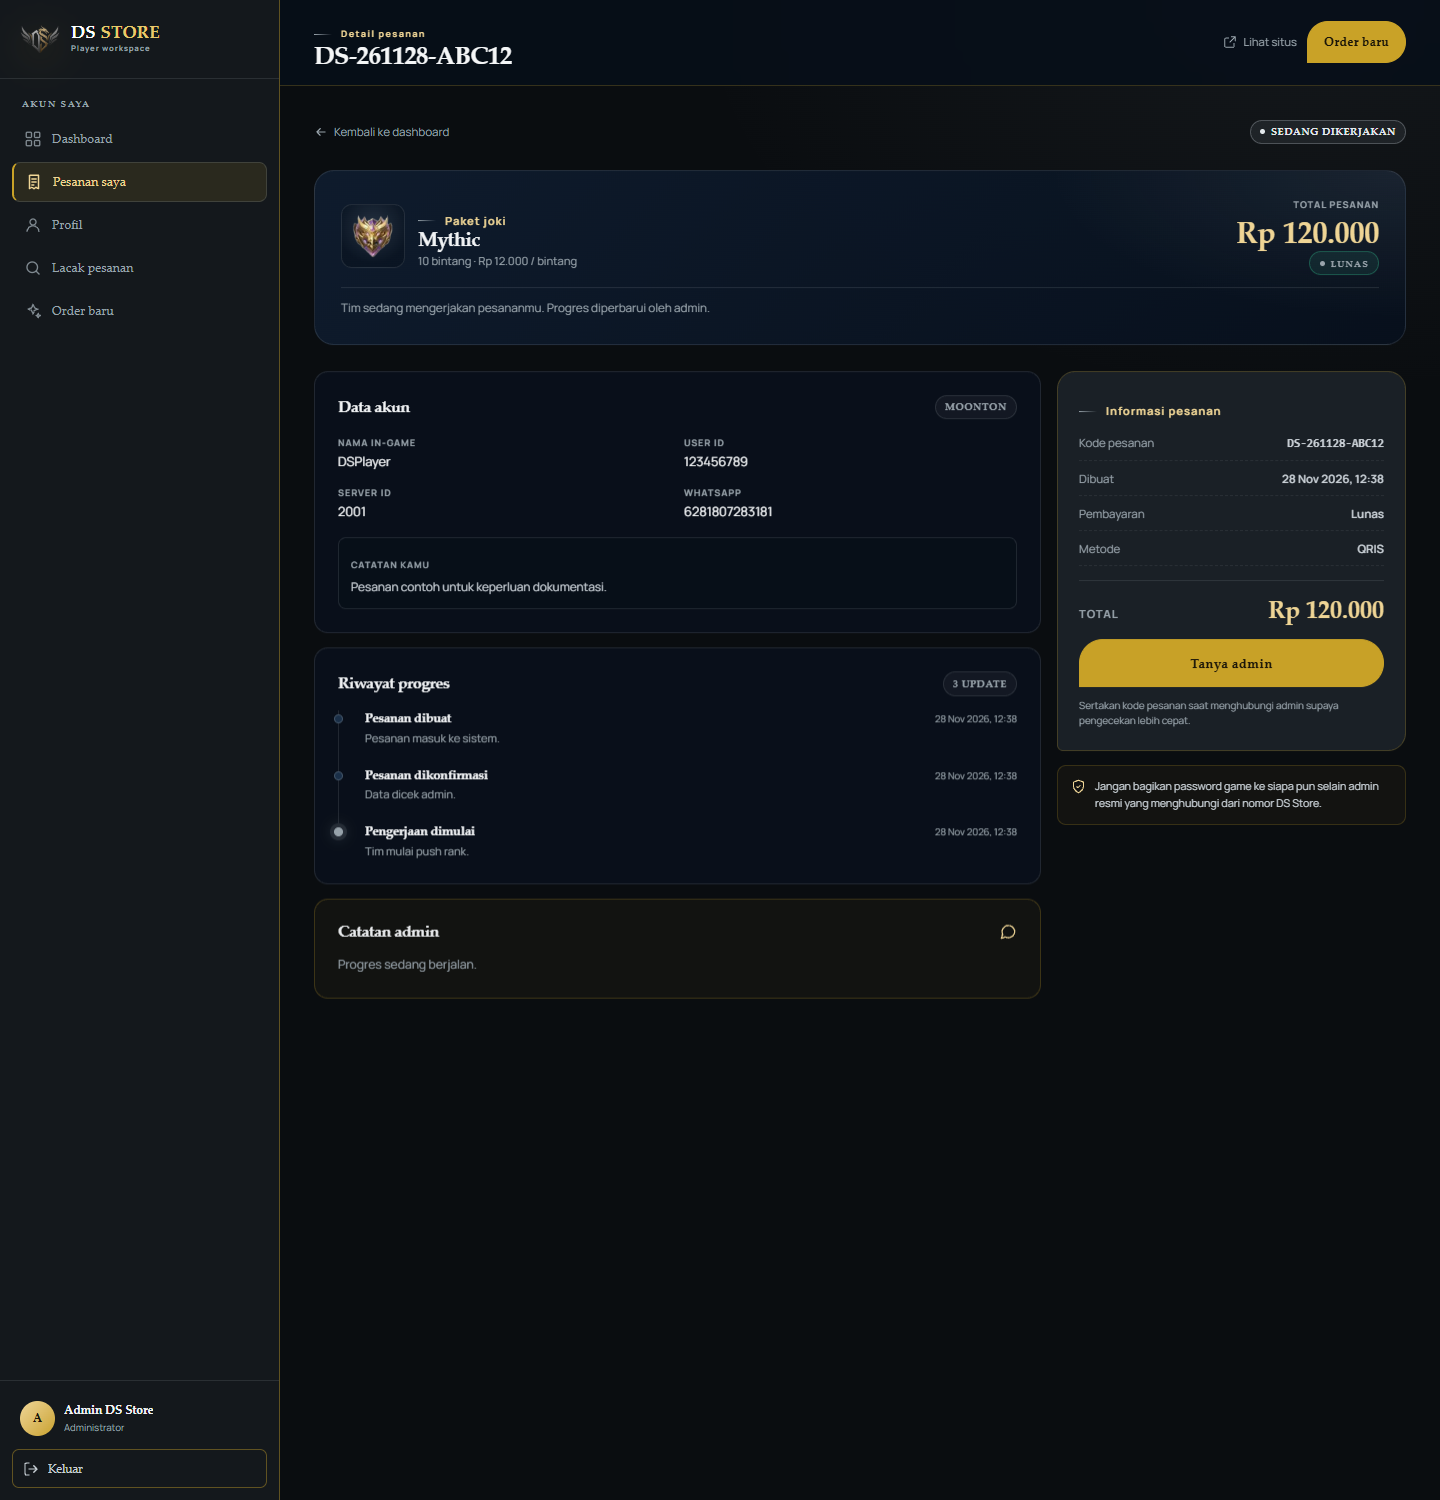 DS STORE
Player workspace
AKUN SAYA
Dashboard
Pesanan saya
Profil
Lacak pesanan
Order baru
Admin DS Store
A
Administrator
Keluar
Detail pesanan
DS-261128-ABC12
Lihat situs
Order baru
Kembali ke dashboard
SEDANG DIKERJAKAN
Paket joki
Mythic
10 bintang · Rp 12.000 / bintang
TOTAL PESANAN
Rp 120.000
LUNAS
Tim sedang mengerjakan pesananmu. Progres diperbarui oleh admin.
Data akun
MOONTON
NAMA IN-GAME
DSPlayer
USER ID
123456789
SERVER ID
2001
WHATSAPP
6281807283181
CATATAN KAMU
Pesanan contoh untuk keperluan dokumentasi.
Riwayat progres
3 UPDATE
Pesanan dibuat
28 Nov 2026, 12:38
Pesanan masuk ke sistem.
Pesanan dikonfirmasi
28 Nov 2026, 12:38
Data dicek admin.
Pengerjaan dimulai
28 Nov 2026, 12:38
Tim mulai push rank.
Catatan admin
Progres sedang berjalan.
Informasi pesanan
Kode pesanan DS-261128-ABC12
Dibuat 28 Nov 2026, 12:38
Pembayaran Lunas
Metode QRIS
TOTAL Rp 120.000
Tanya admin
Sertakan kode pesanan saat menghubungi admin supaya
pengecekan lebih cepat.
Jangan bagikan password game ke siapa pun selain admin
resmi yang menghubungi dari nomor DS Store.